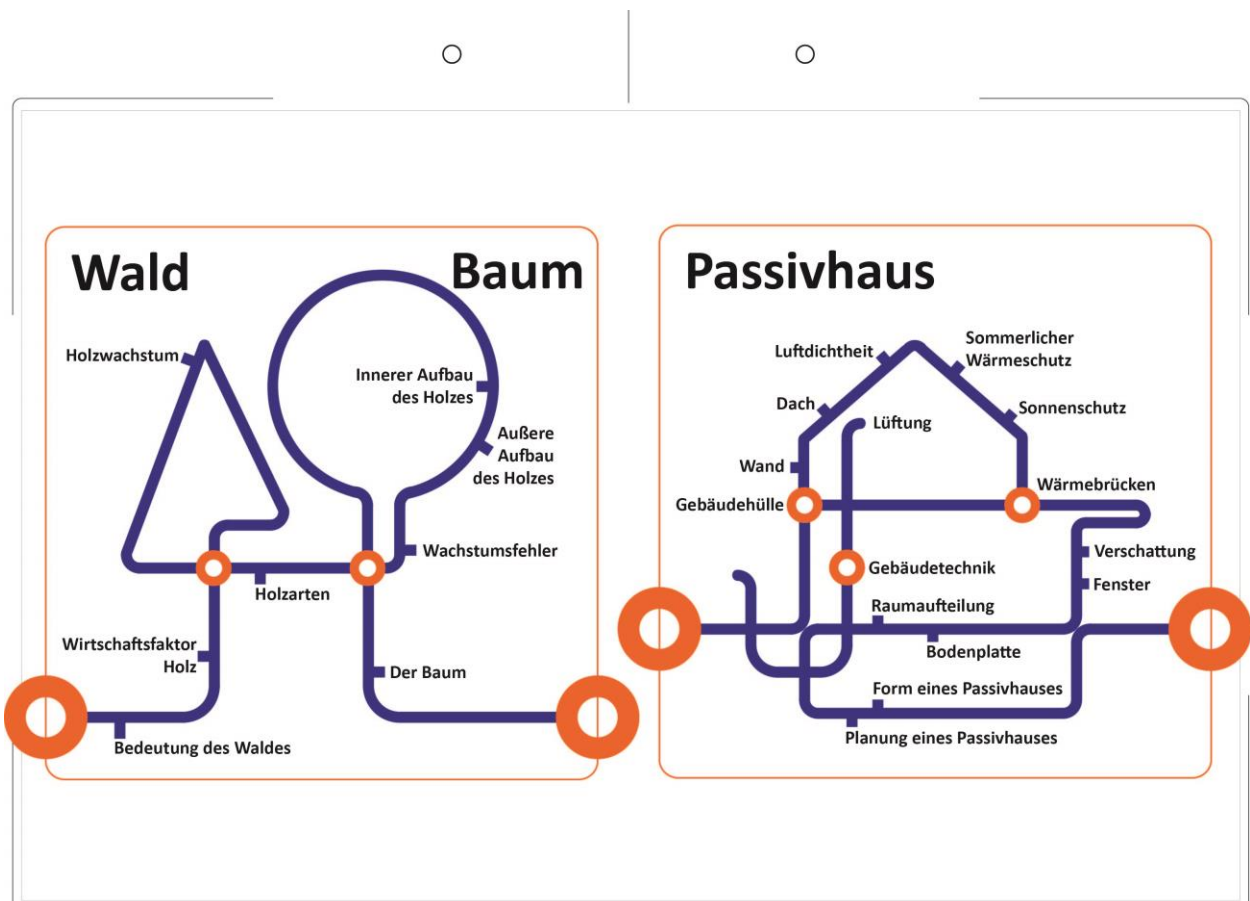 Wald
Baum
Holzwachstum
Innerer Aufbau
des Holzes
Außere
Aufbau
des Holzes
Wachstumsfehler
Holzarten
Wirtschaftsfaktor
Holz
Der Baum
Bedeutung des Waldes
Passivhaus
Sommerlicher
Wärmeschutz
Luftdichtheit
Dach
Sonnenschutz
Lüftung
Wand
Wärmebrücken
Gebäudehülle
Verschattung
Gebäudetechnik
Fenster
Raumaufteilung
Bodenplatte
Form eines Passivhauses
Planung eines Passivhauses